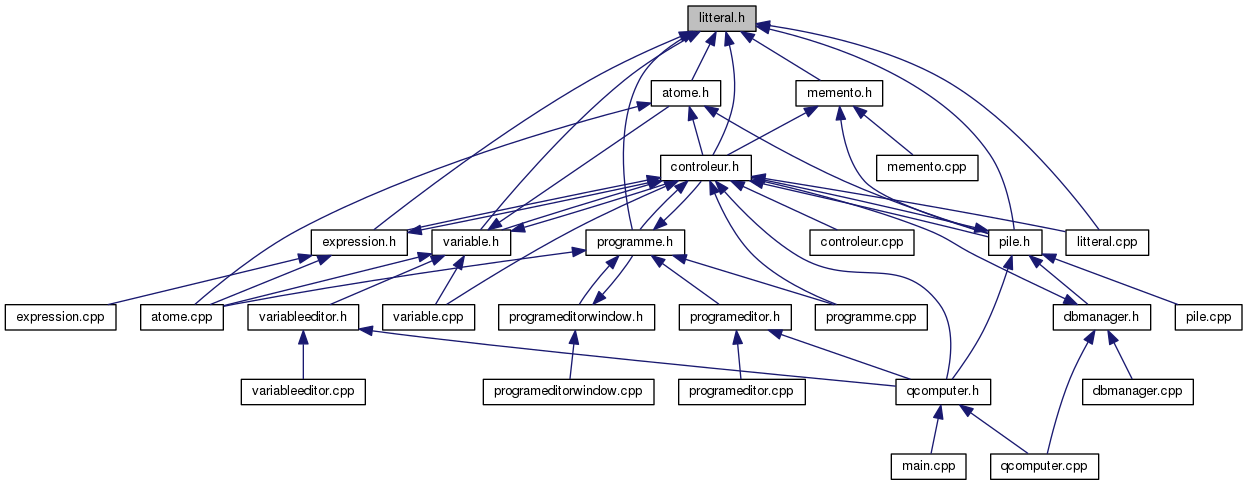 litteral.h
atome.h
memento.h
controleur.h
memento.cpp
expression.h
variable.h
programme.h
controleur.cpp
pile.h
litteral.cpp
expression.cpp
atome.cpp
variableeditor.h
variable.cpp
programeditorwindow.h
programeditor.h
programme.cpp
dbmanager.h
pile.cpp
variableeditor.cpp
programeditorwindow.cpp
programeditor.cpp
qcomputer.h
dbmanager.cpp
main.cpp
qcomputer.cpp